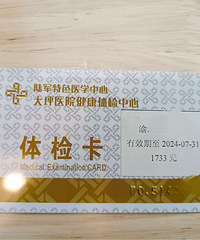 陆军特色医学中心
大坪医院健康体检中心
体检卡
Medical Examination CARD
渝:
有效期至 2024-07-31
1733 元